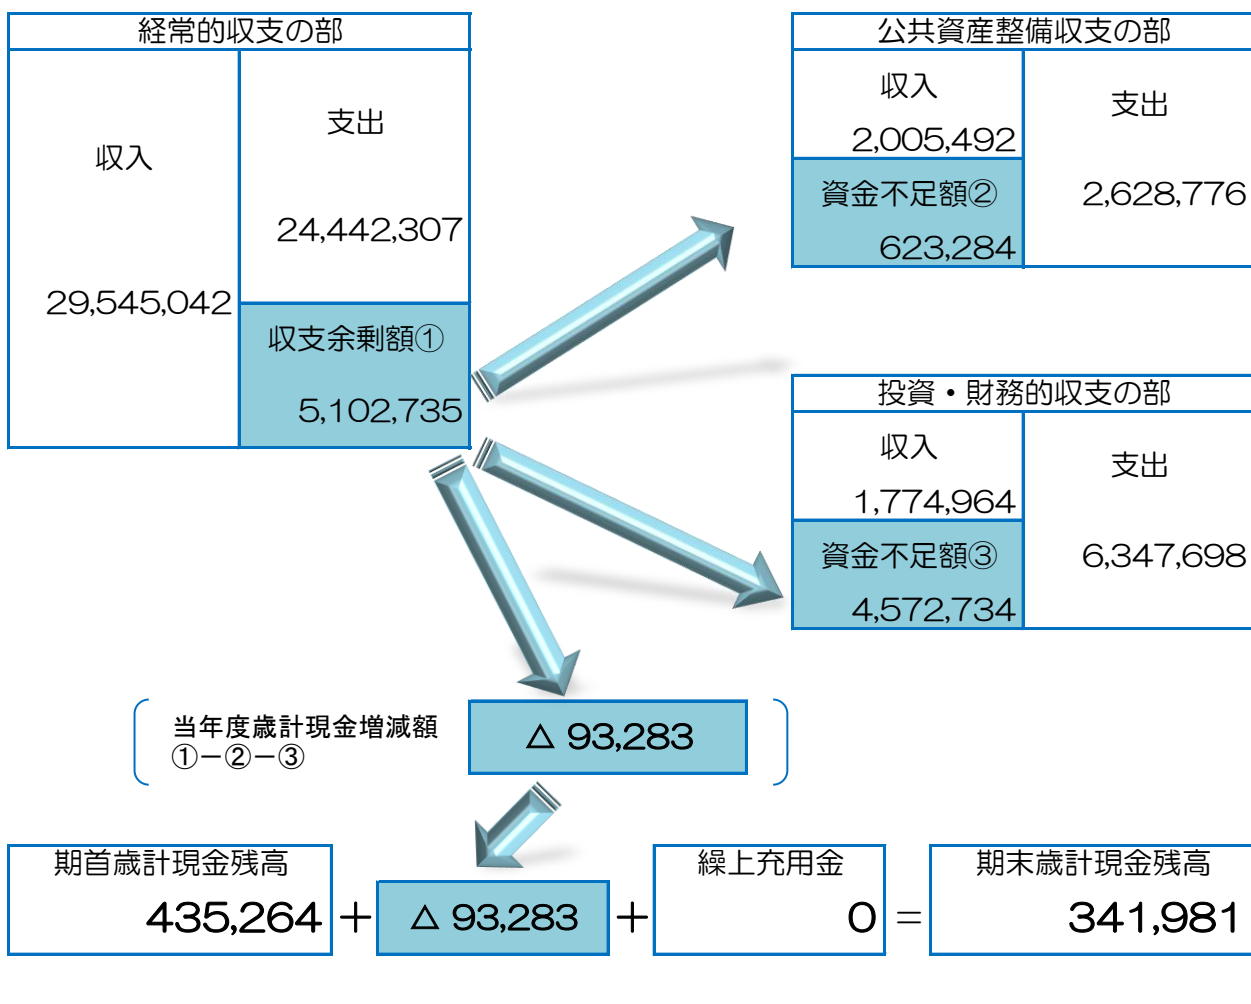 経常的収支の部
収入
29,545,042
支出
24,442,307
収支余剰額①
5,102,735
公共資産整備収支の部
収入
2,005,492
資金不足額②
623,284
支出
2,628,776
投資・財務的収支の部
収入
1,774,964
資金不足額③
4,572,734
支出
6,347,698
当年度歳計現金増減額
①－②－③
△ 93,283
期首歳計現金残高
435,264
＋
△ 93,283
＋
繰上充用金
0
＝
期末歳計現金残高
341,981